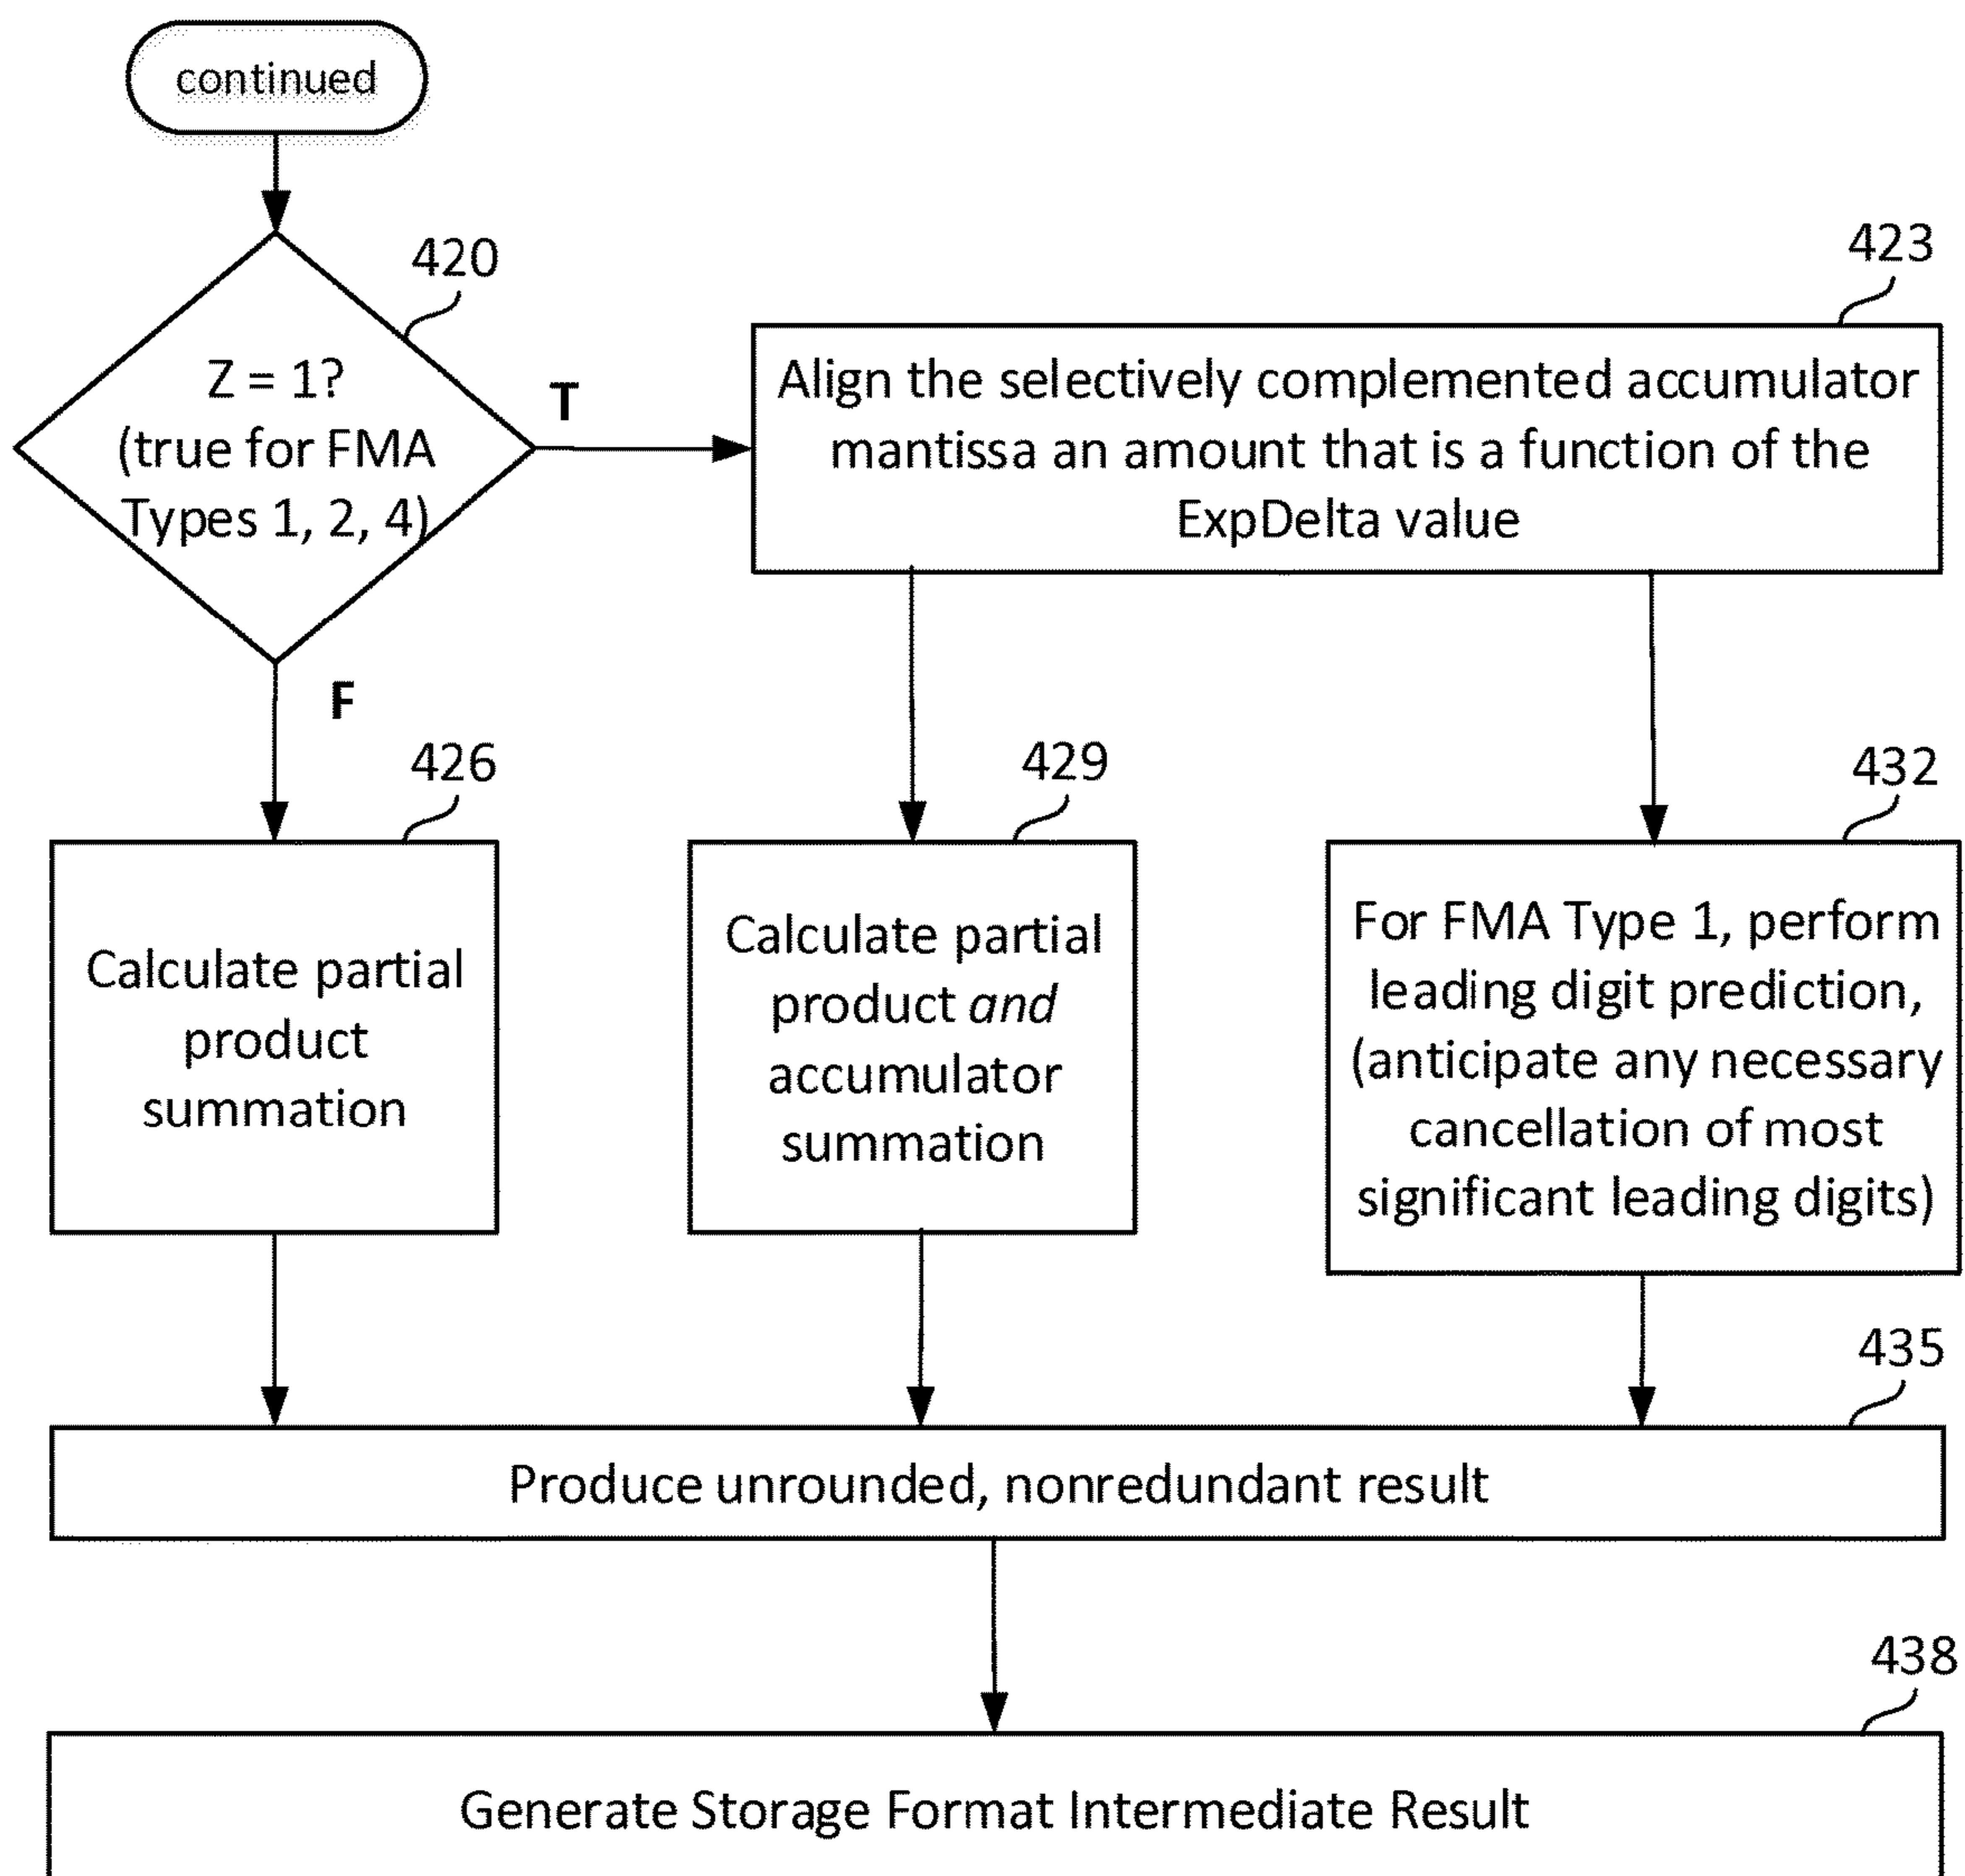 continued
420
Z = 1?
(true for FMA
Types 1, 2, 4)
T
F
423
Align the selectively complemented accumulator
mantissa an amount that is a function of the
ExpDelta value
426
Calculate partial
product
summation
429
Calculate partial
product and
accumulator
summation
432
For FMA Type 1, perform
leading digit prediction,
(anticipate any necessary
cancellation of most
significant leading digits)
435
Produce unrounded, nonredundant result
438
Generate Storage Format Intermediate Result